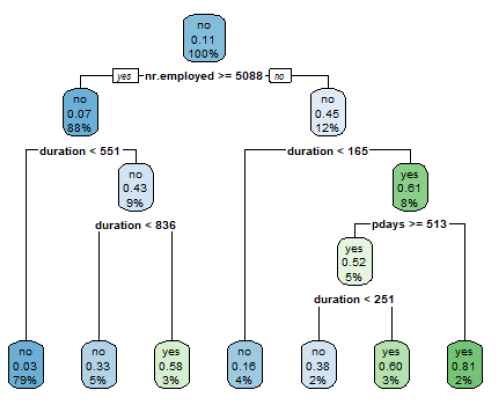 no
0.11
100%
yes nr.employed >= 5088 no
no
0.07
88%
no
0.45
12%
duration < 551
duration < 165
no
0.43
9%
yes
0.61
8%
duration < 836
pdays >= 513
yes
0.52
5%
duration < 251
no
0.03
79%
no
0.33
5%
yes
0.58
3%
no
0.16
4%
no
0.38
2%
yes
0.60
3%
yes
0.81
2%